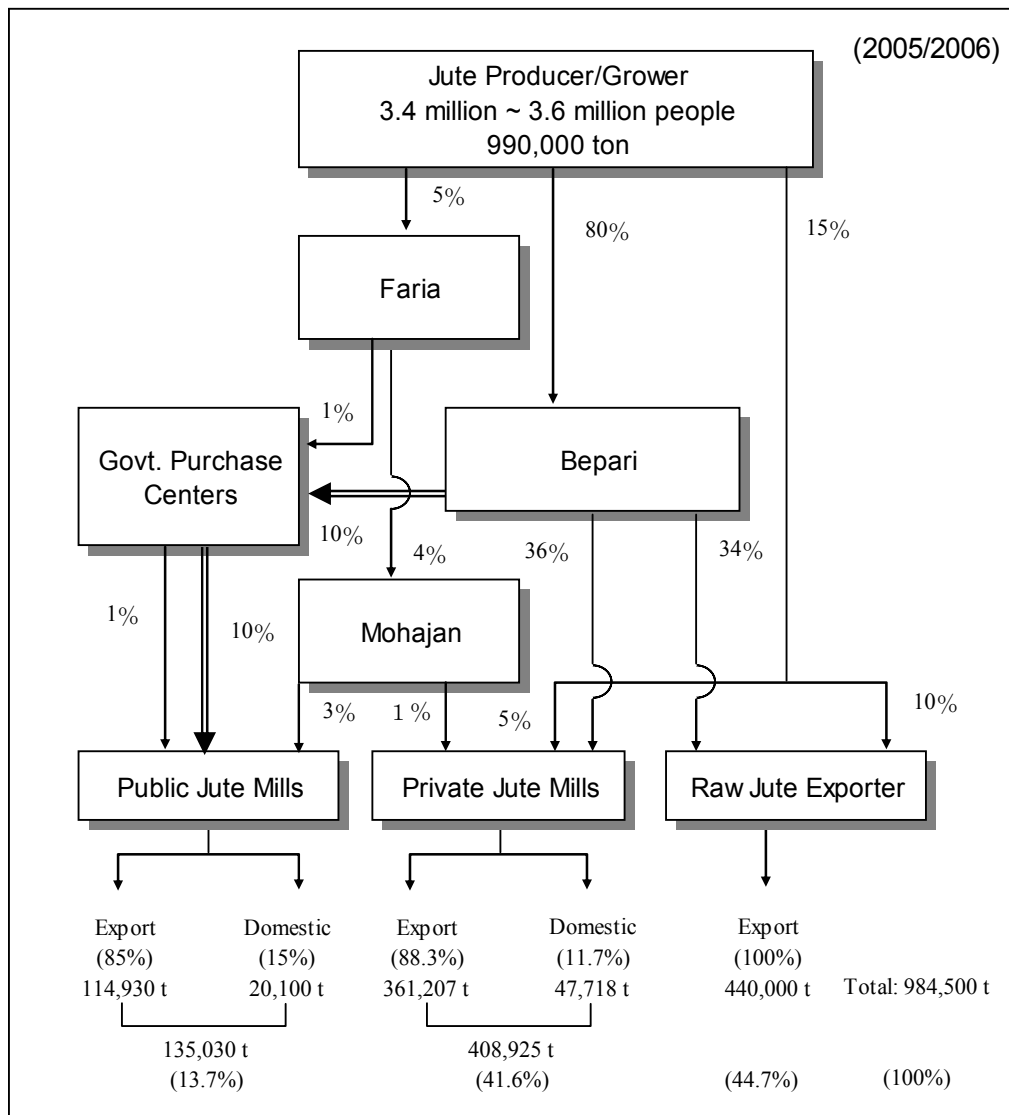 (2005/2006)
Jute Producer/Grower
3.4 million ~ 3.6 million people
990,000 ton
5%
80%
15%
Faria
1%
Govt. Purchase
Centers
Bepari
10%
4%
36%
34%
1%
10%
Mohajan
3%
1 %
5%
10%
Public Jute Mills
Private Jute Mills
Raw Jute Exporter
Export
(85%)
114,930 t
Domestic
(15%)
20,100 t
Export
(88.3%)
361,207 t
Domestic
(11.7%)
47,718 t
Export
(100%)
440,000 t
Total: 984,500 t
135,030 t
(13.7%)
408,925 t
(41.6%)
(44.7%)
(100%)